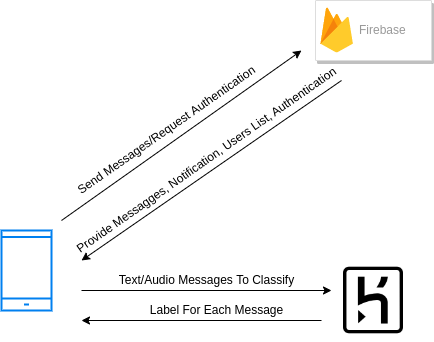 Firebase
Send Messages/Request Authentication
Provide Messagges, Notification, Users List, Authentication
Text/Audio Messages To Classify
Label For Each Message